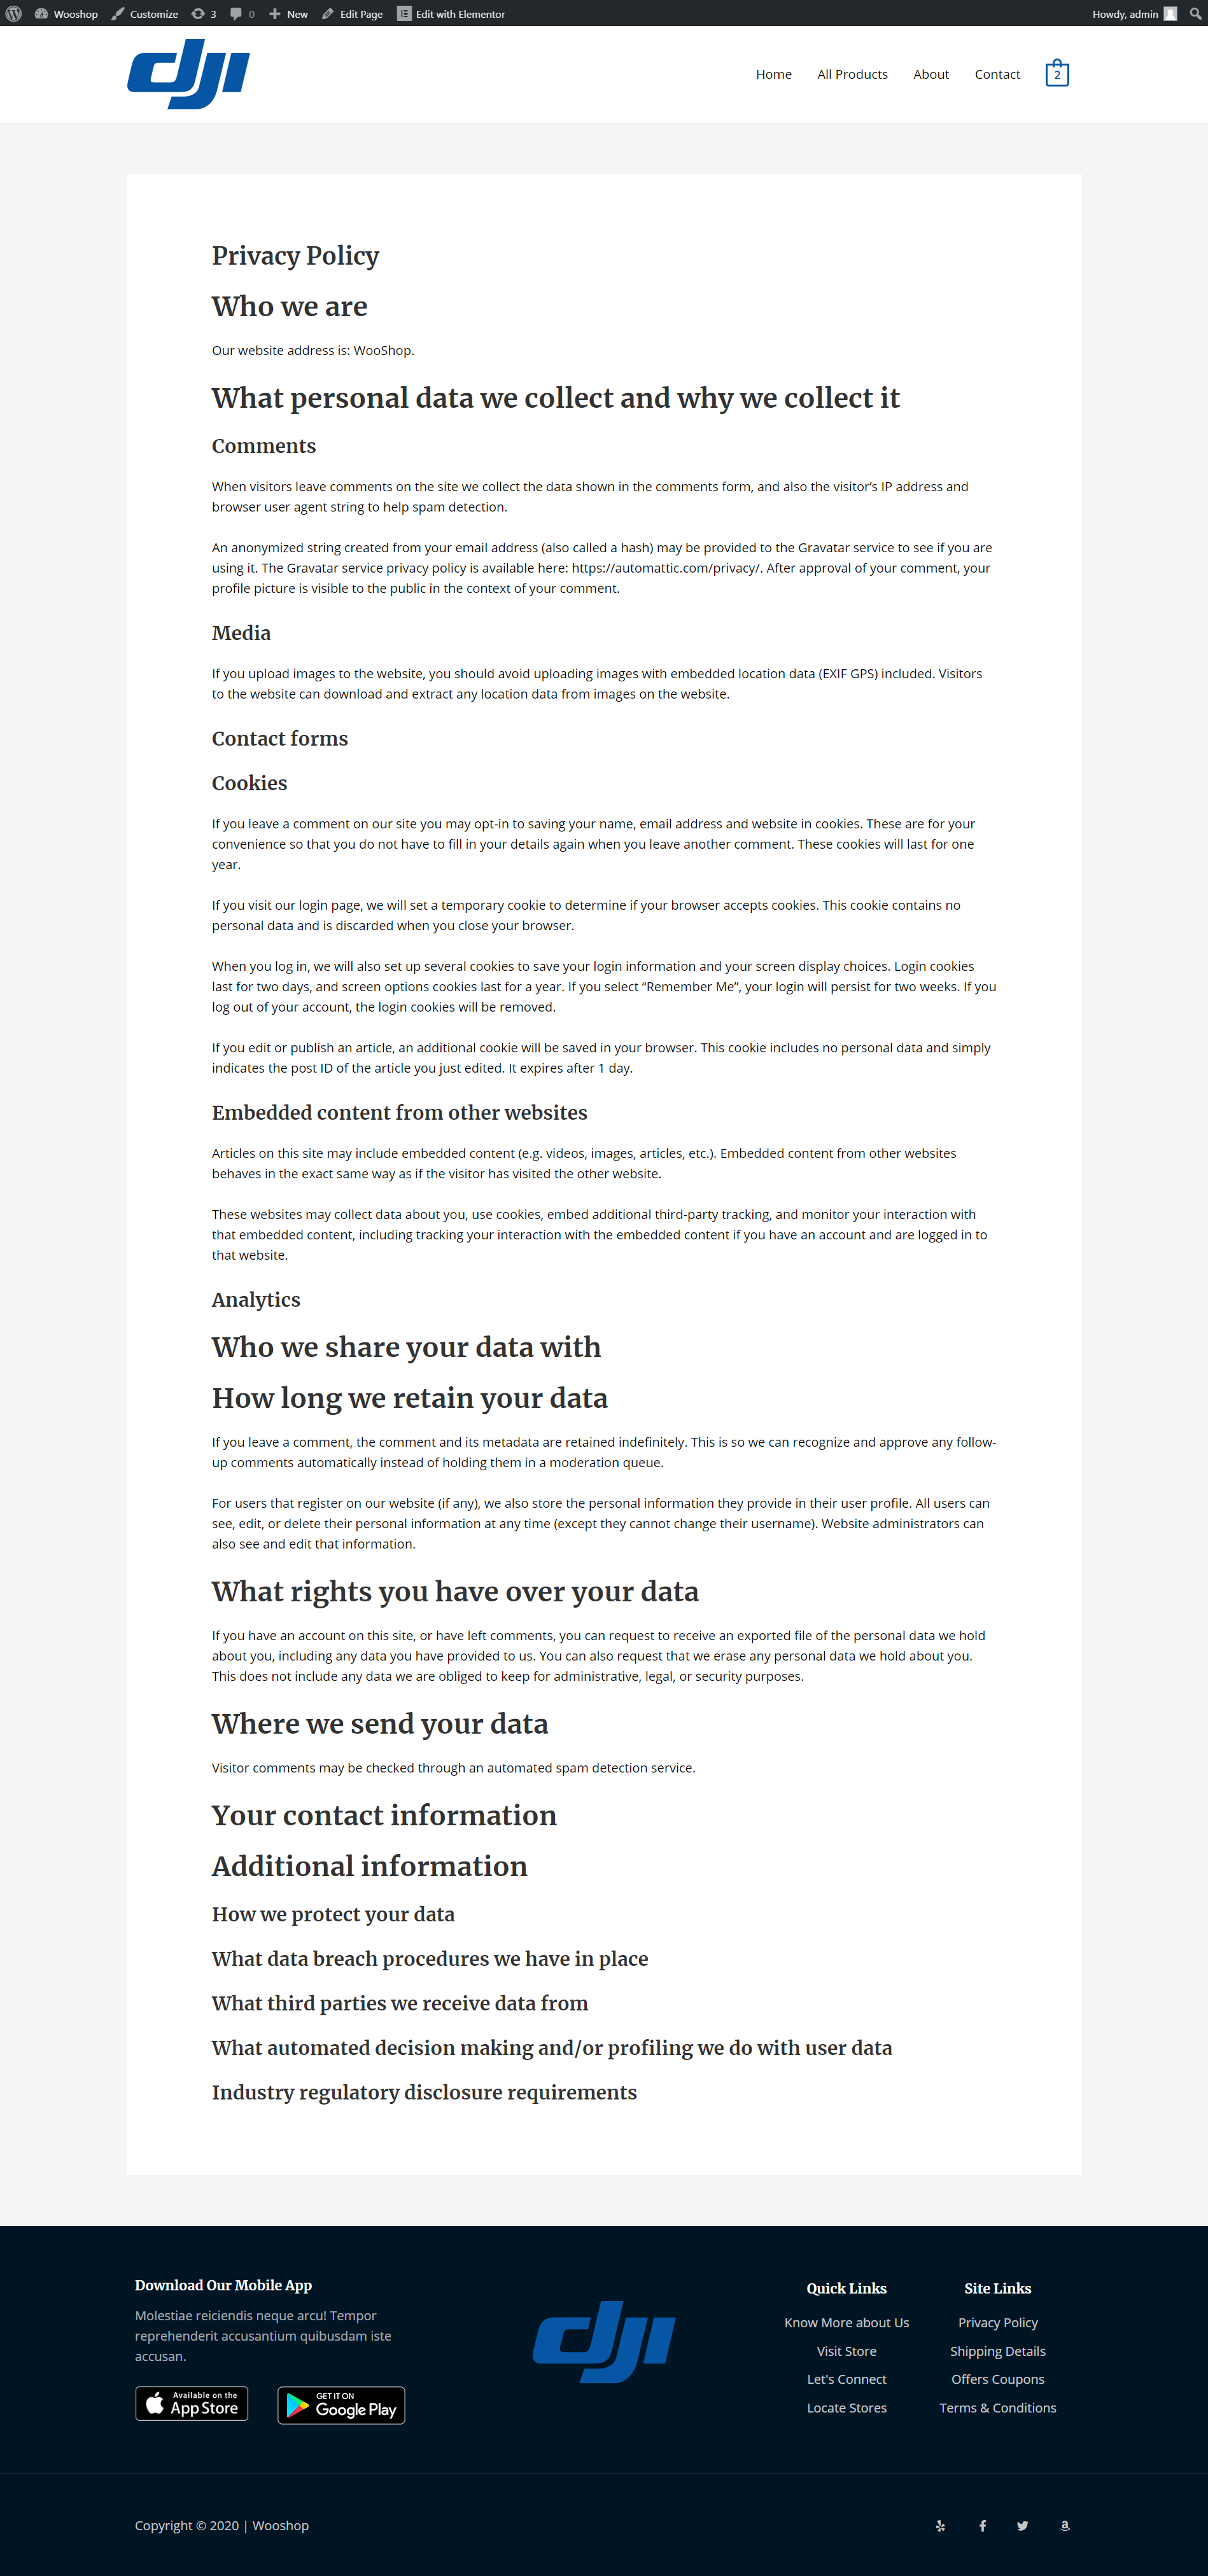 Wooshop Customize 3 0 New Edit Page Edit with Elementor Howdy, admin
dji
Home All Products About Contact 2
Privacy Policy
Who we are
Our website address is: WooShop.
What personal data we collect and why we collect it
Comments
When visitors leave comments on the site we collect the data shown in the comments form, and also the visitor’s IP address and
browser user agent string to help spam detection.
An anonymized string created from your email address (also called a hash) may be provided to the Gravatar service to see if you are
using it. The Gravatar service privacy policy is available here: https://automattic.com/privacy/. After approval of your comment, your
profile picture is visible to the public in the context of your comment.
Media
If you upload images to the website, you should avoid uploading images with embedded location data (EXIF GPS) included. Visitors
to the website can download and extract any location data from images on the website.
Contact forms
Cookies
If you leave a comment on our site you may opt-in to saving your name, email address and website in cookies. These are for your
convenience so that you do not have to fill in your details again when you leave another comment. These cookies will last for one
year.
If you visit our login page, we will set a temporary cookie to determine if your browser accepts cookies. This cookie contains no
personal data and is discarded when you close your browser.
When you log in, we will also set up several cookies to save your login information and your screen display choices. Login cookies
last for two days, and screen options cookies last for a year. If you select “Remember Me”, your login will persist for two weeks. If you
log out of your account, the login cookies will be removed.
If you edit or publish an article, an additional cookie will be saved in your browser. This cookie includes no personal data and simply
indicates the post ID of the article you just edited. It expires after 1 day.
Embedded content from other websites
Articles on this site may include embedded content (e.g. videos, images, articles, etc.). Embedded content from other websites
behaves in the exact same way as if the visitor has visited the other website.
These websites may collect data about you, use cookies, embed additional third-party tracking, and monitor your interaction with
that embedded content, including tracking your interaction with the embedded content if you have an account and are logged in to
that website.
Analytics
Who we share your data with
How long we retain your data
If you leave a comment, the comment and its metadata are retained indefinitely. This is so we can recognize and approve any follow-
up comments automatically instead of holding them in a moderation queue.
For users that register on our website (if any), we also store the personal information they provide in their user profile. All users can
see, edit, or delete their personal information at any time (except they cannot change their username). Website administrators can
also see and edit that information.
What rights you have over your data
If you have an account on this site, or have left comments, you can request to receive an exported file of the personal data we hold
about you, including any data you have provided to us. You can also request that we erase any personal data we hold about you.
This does not include any data we are obliged to keep for administrative, legal, or security purposes.
Where we send your data
Visitor comments may be checked through an automated spam detection service.
Your contact information
Additional information
How we protect your data
What data breach procedures we have in place
What third parties we receive data from
What automated decision making and/or profiling we do with user data
Industry regulatory disclosure requirements
Download Our Mobile App
Molestiae reiciendis neque arcu! Tempor
reprehenderit accusantium quibusdam iste
accusan.
Available on the
App Store
GET IT ON
Google Play
dji
Quick Links
Know More about Us
Visit Store
Let's Connect
Locate Stores
Site Links
Privacy Policy
Shipping Details
Offers Coupons
Terms & Conditions
Copyright © 2020 | Wooshop